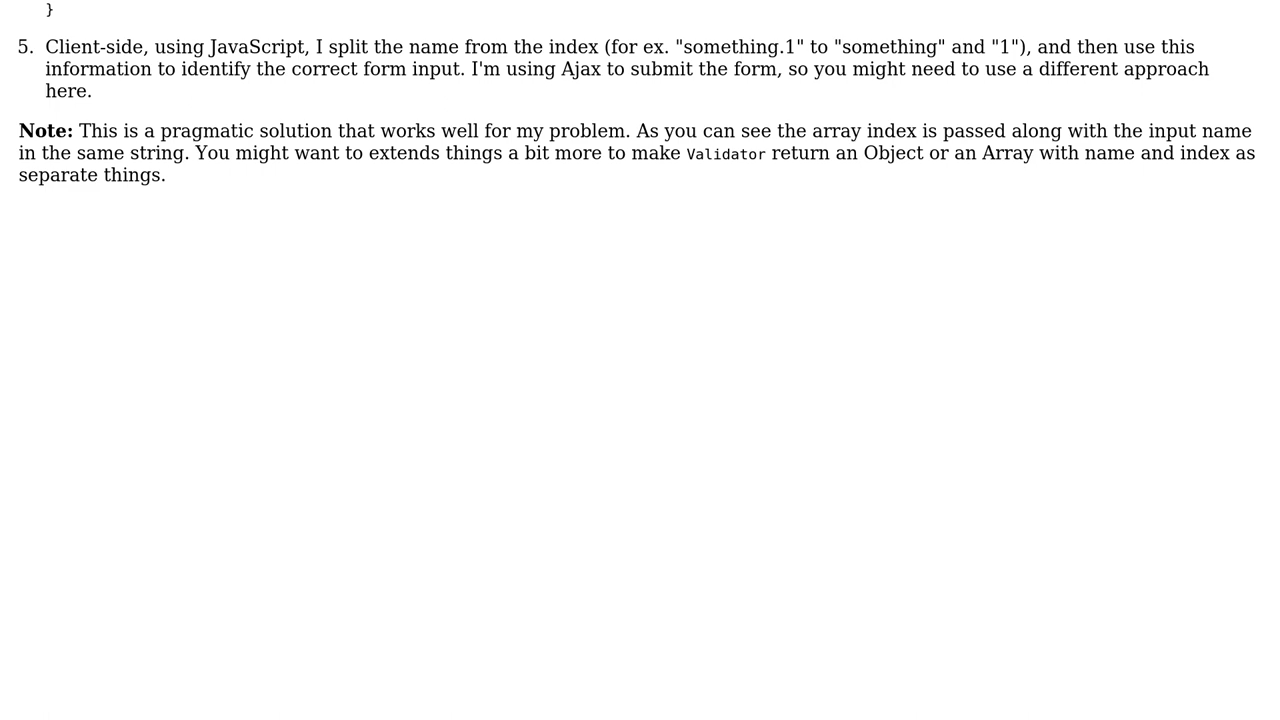 }
5. Client-side, using JavaScript, I split the name from the index (for ex. "something.1" to "something" and "1"), and then use this
information to identify the correct form input. I'm using Ajax to submit the form, so you might need to use a different approach
here.
Note: This is a pragmatic solution that works well for my problem. As you can see the array index is passed along with the input name
in the same string. You might want to extends things a bit more to make Validator return an Object or an Array with name and index as
separate things.